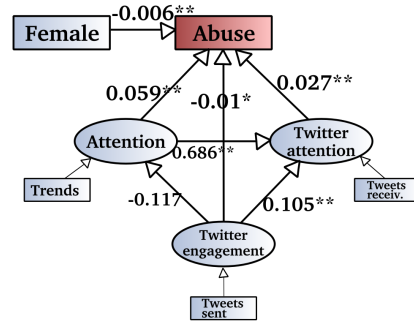 -0.006**
Female
Abuse
0.059**
-0.01*
0.027**
Attention
0.686**
Twitter
attention
Trends
Tweets
receiv.
-0.117
0.105**
Twitter
engagement
Tweets
sent